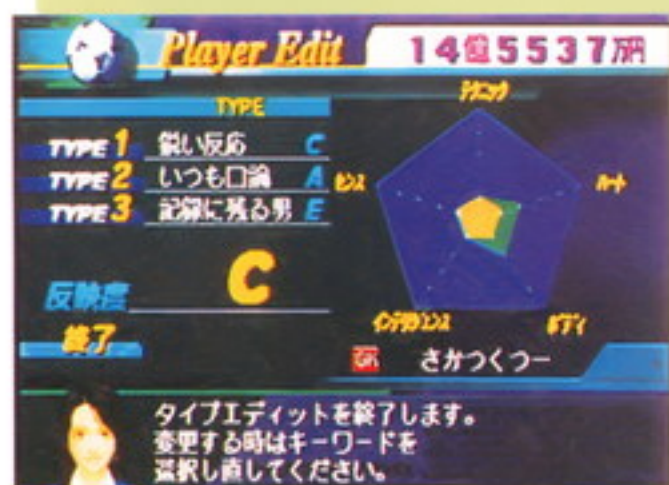 Player Edit
14億5537万円
TYPE
TYPE 1 鋭い反応 C
TYPE 2 いつも口論 A
TYPE 3 記録に残る男 E
反映度 C
終了
テクニック
ハート
ボディ
インテリジェンス
センス
GK さかつくつー
タイプエディットを終了します。
変更する時はキーワードを
選択し直してください。